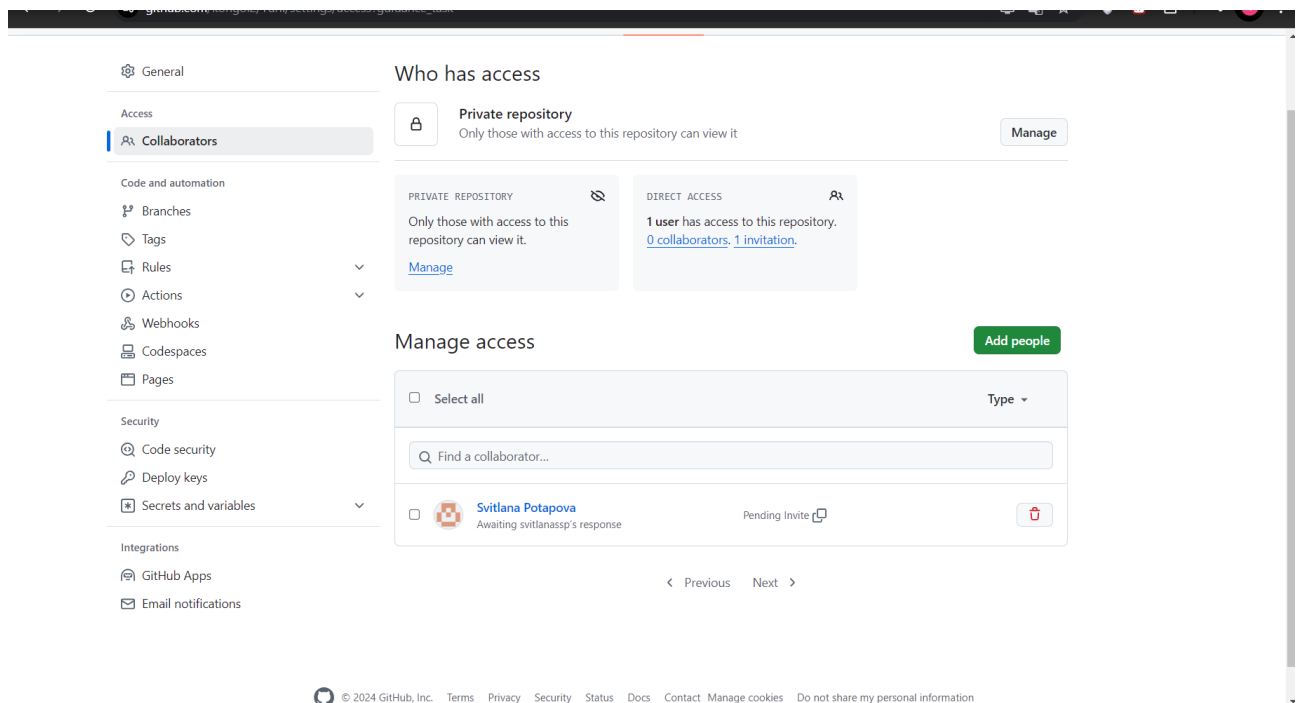 General
Access
Collaborators
Code and automation
Branches
Tags
Rules
Actions
Webhooks
Codespaces
Pages
Security
Code security
Deploy keys
Secrets and variables
Integrations
GitHub Apps
Email notifications
Who has access
Private repository
Only those with access to this repository can view it
Manage
PRIVATE REPOSITORY
Only those with access to this
repository can view it.
Manage
DIRECT ACCESS
1 user has access to this repository.
0 collaborators. 1 invitation.
Manage access
Add people
Select all
Type
Find a collaborator...
Svitlana Potapova
Awaiting svitlanassp's response
Pending Invite
Previous Next
© 2024 GitHub, Inc. Terms Privacy Security Status Docs Contact Manage cookies Do not share my personal information